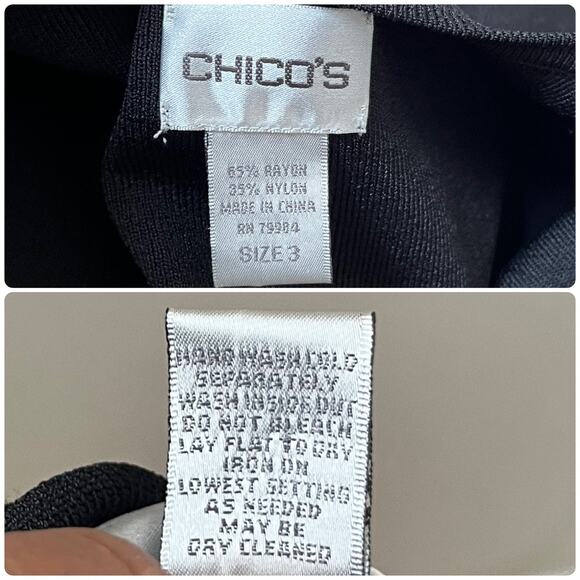 CHICO'S
65% RAYON
35% NYLON
MADE IN CHINA
RN 79984
SIZE 3
HAND WASH COLD
SEPARATELY
WASH INSIDE OUT
DO NOT BLEACH
LAY FLAT TO DRY
IRON ON
LOWEST SETTING
AS NEEDED
MAY BE
DRY CLEANED